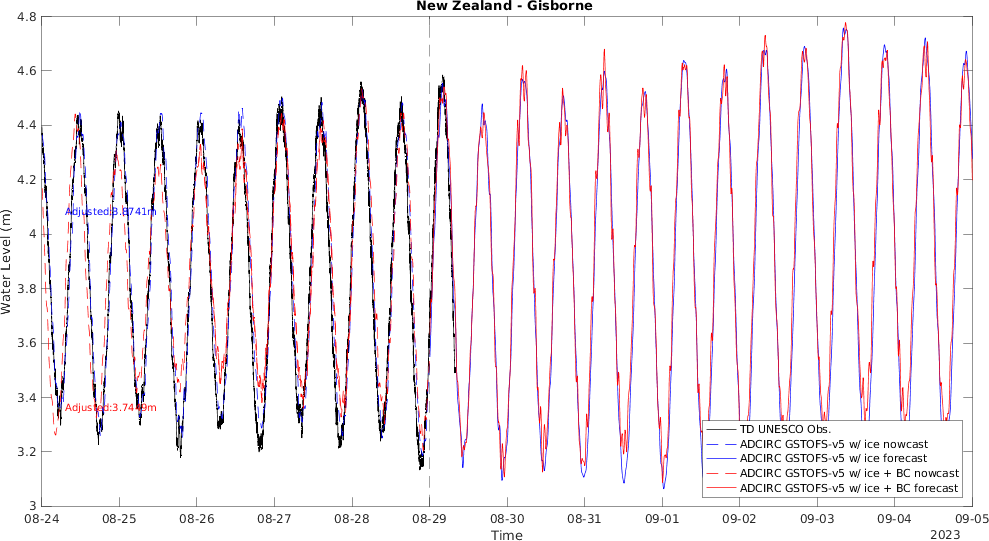 New Zealand - Gisborne
4.8
4.6
4.4
4.2
4
3.8
3.6
3.4
3.2
3
Water Level (m)
Adjusted:3.8741m
Adjusted:3.7449m
TD UNESCO Obs.
ADCIRC GSTOFS-v5 w/ ice nowcast
ADCIRC GSTOFS-v5 w/ ice forecast
ADCIRC GSTOFS-v5 w/ ice + BC nowcast
ADCIRC GSTOFS-v5 w/ ice + BC forecast
08-24 08-25 08-26 08-27 08-28 08-29 08-30 08-31 09-01 09-02 09-03 09-04 09-05
Time
2023